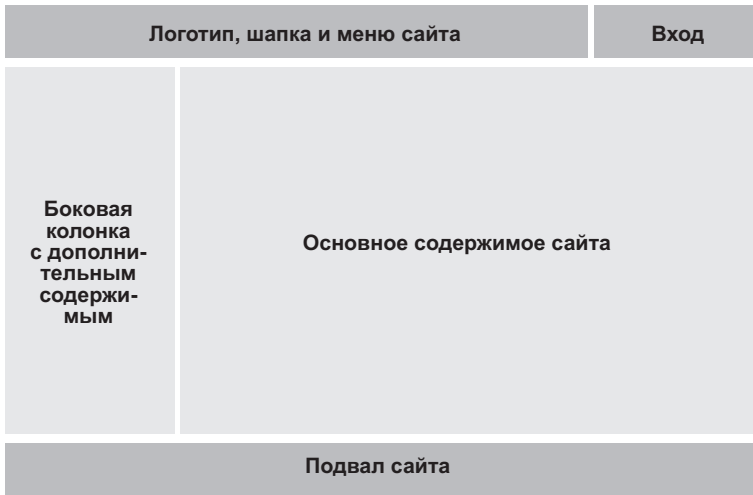 Логотип, шапка и меню сайта
Вход
Боковая
колонка
с дополни-
тельным
содержи-
мым
Основное содержимое сайта
Подвал сайта